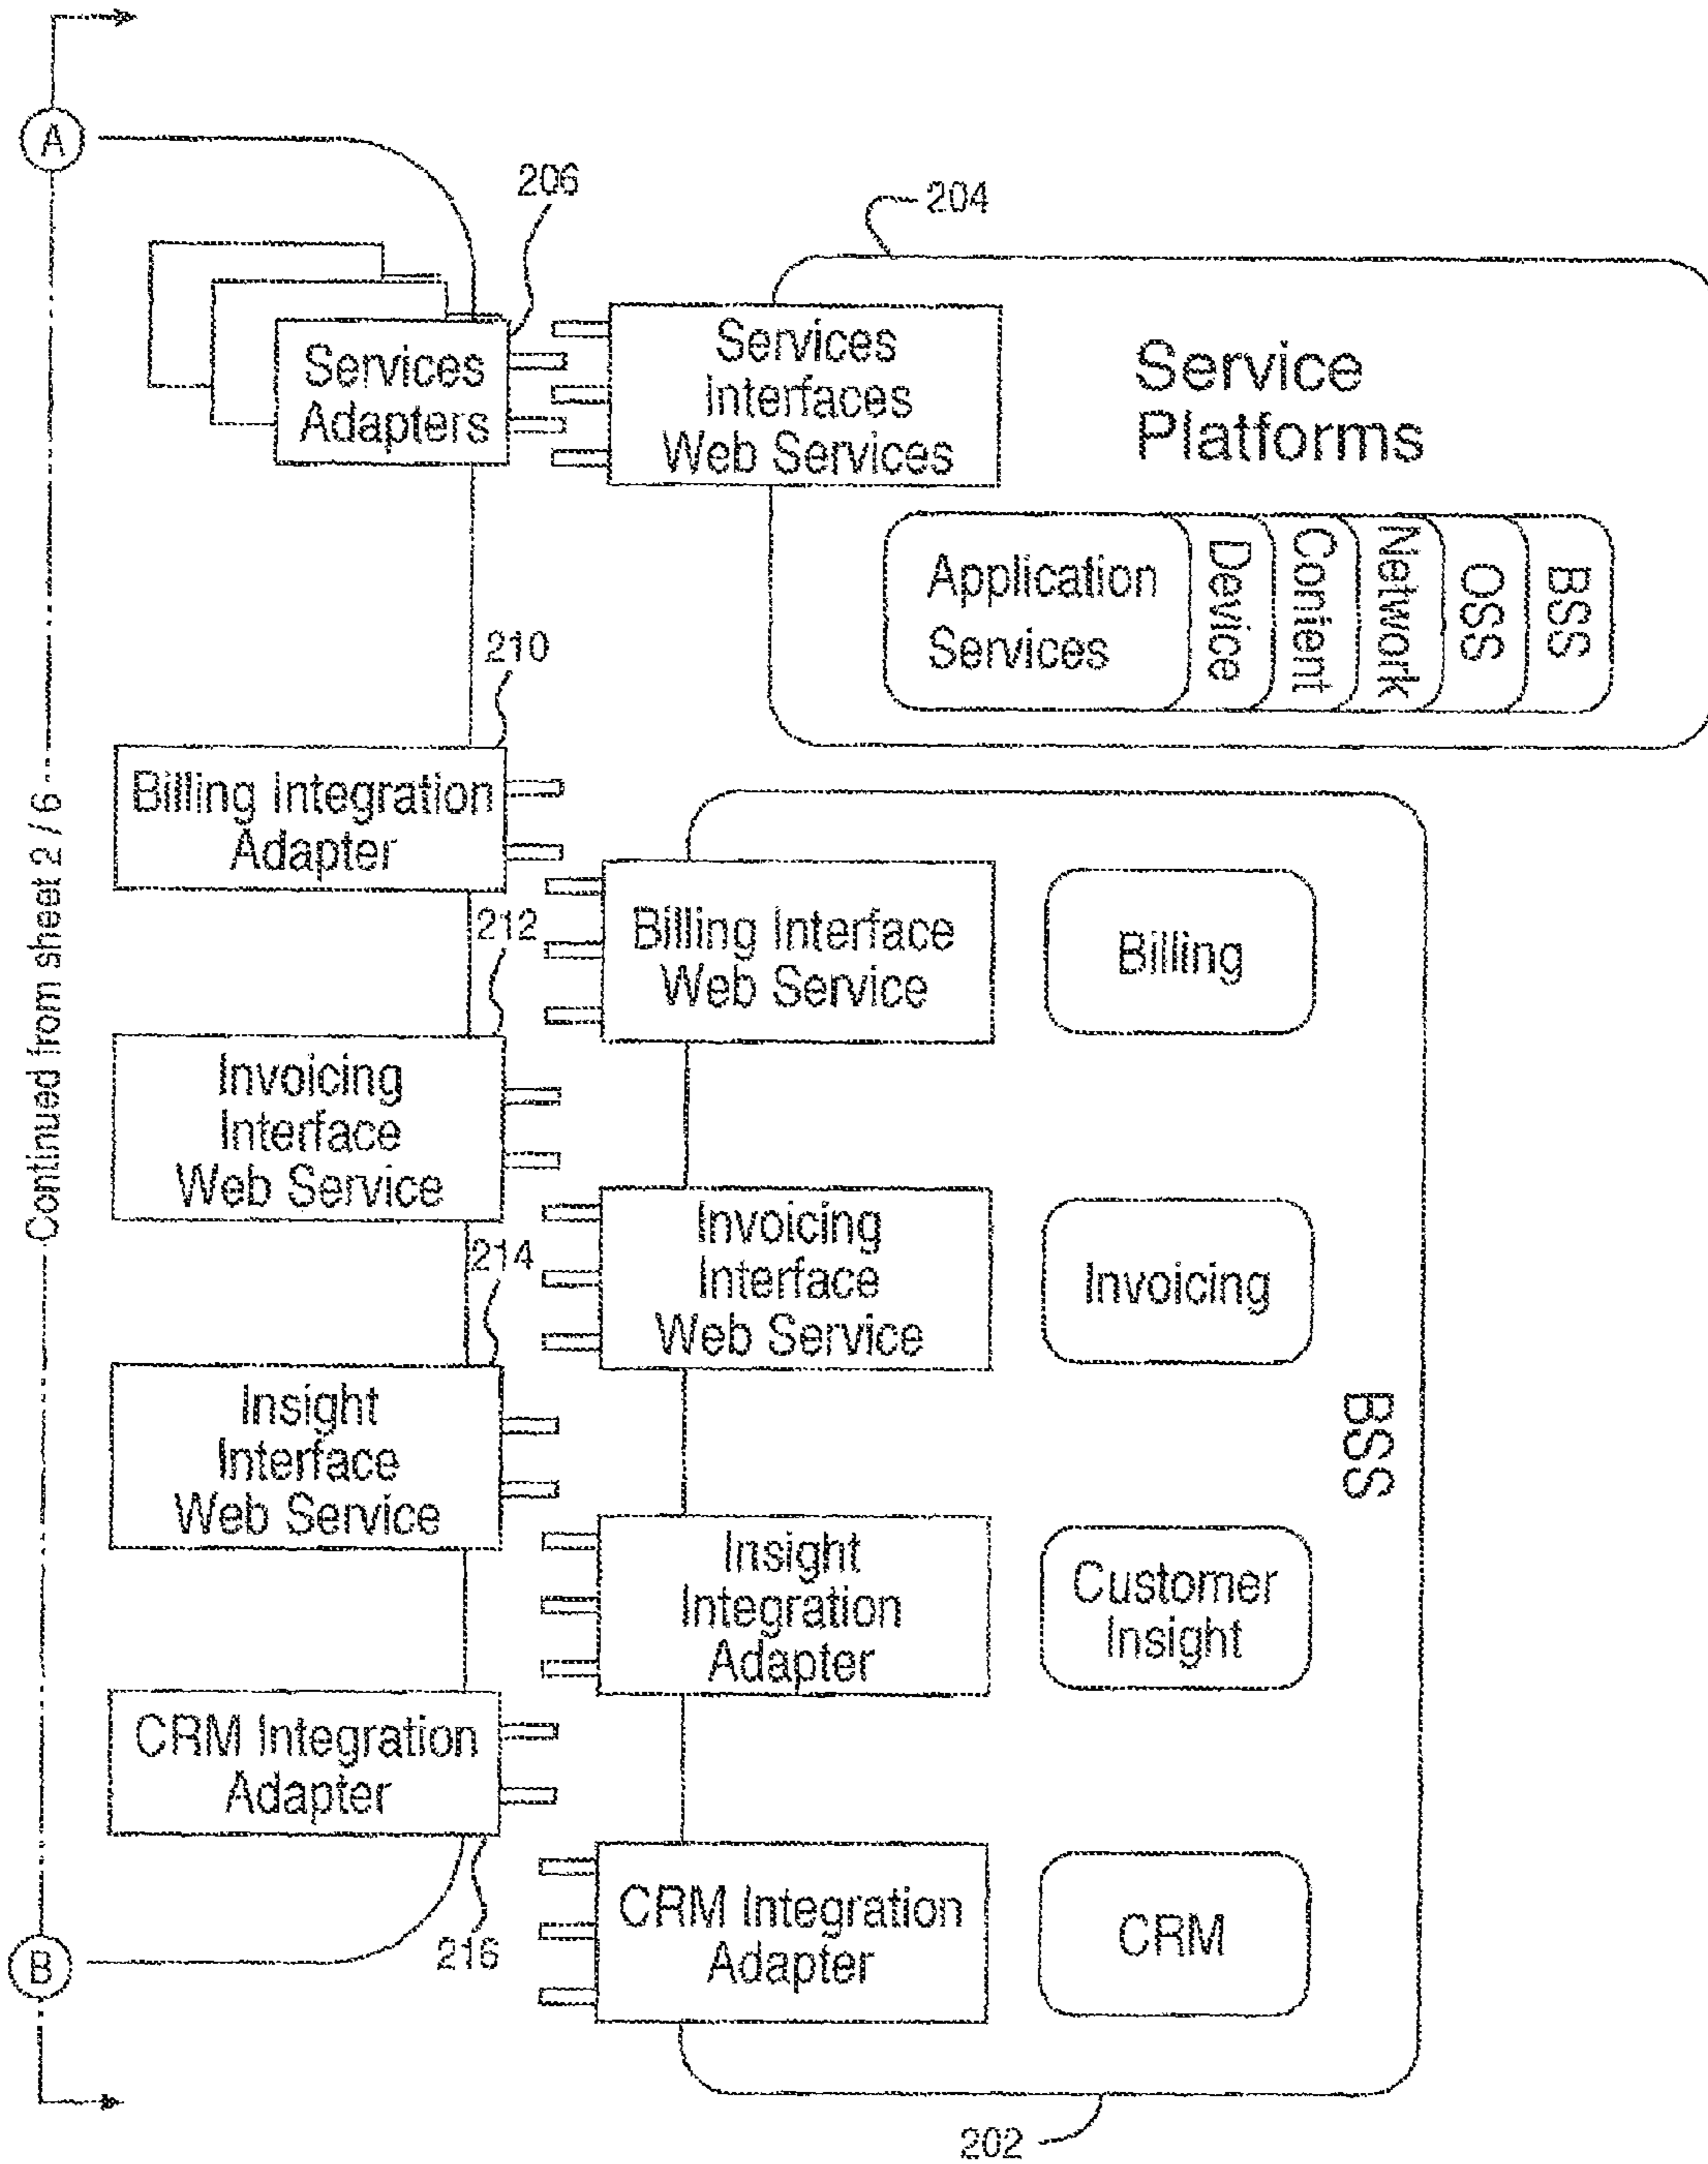 A
206
204
Services
Adapters
Services
Interfaces
Web Services
Service
Platforms
Application
Services
Device
Content
Network
OSS
BSS
Continued from sheet 2 / 6
210
Billing Integration
Adapter
212
Billing Interface
Web Service
Billing
Invoicing
Interface
Web Service
214
Invoicing
Interface
Web Service
Invoicing
BSS
Insight
Interface
Web Service
Insight
Integration
Adapter
Customer
Insight
CRM Integration
Adapter
216
CRM Integration
Adapter
CRM
B
202